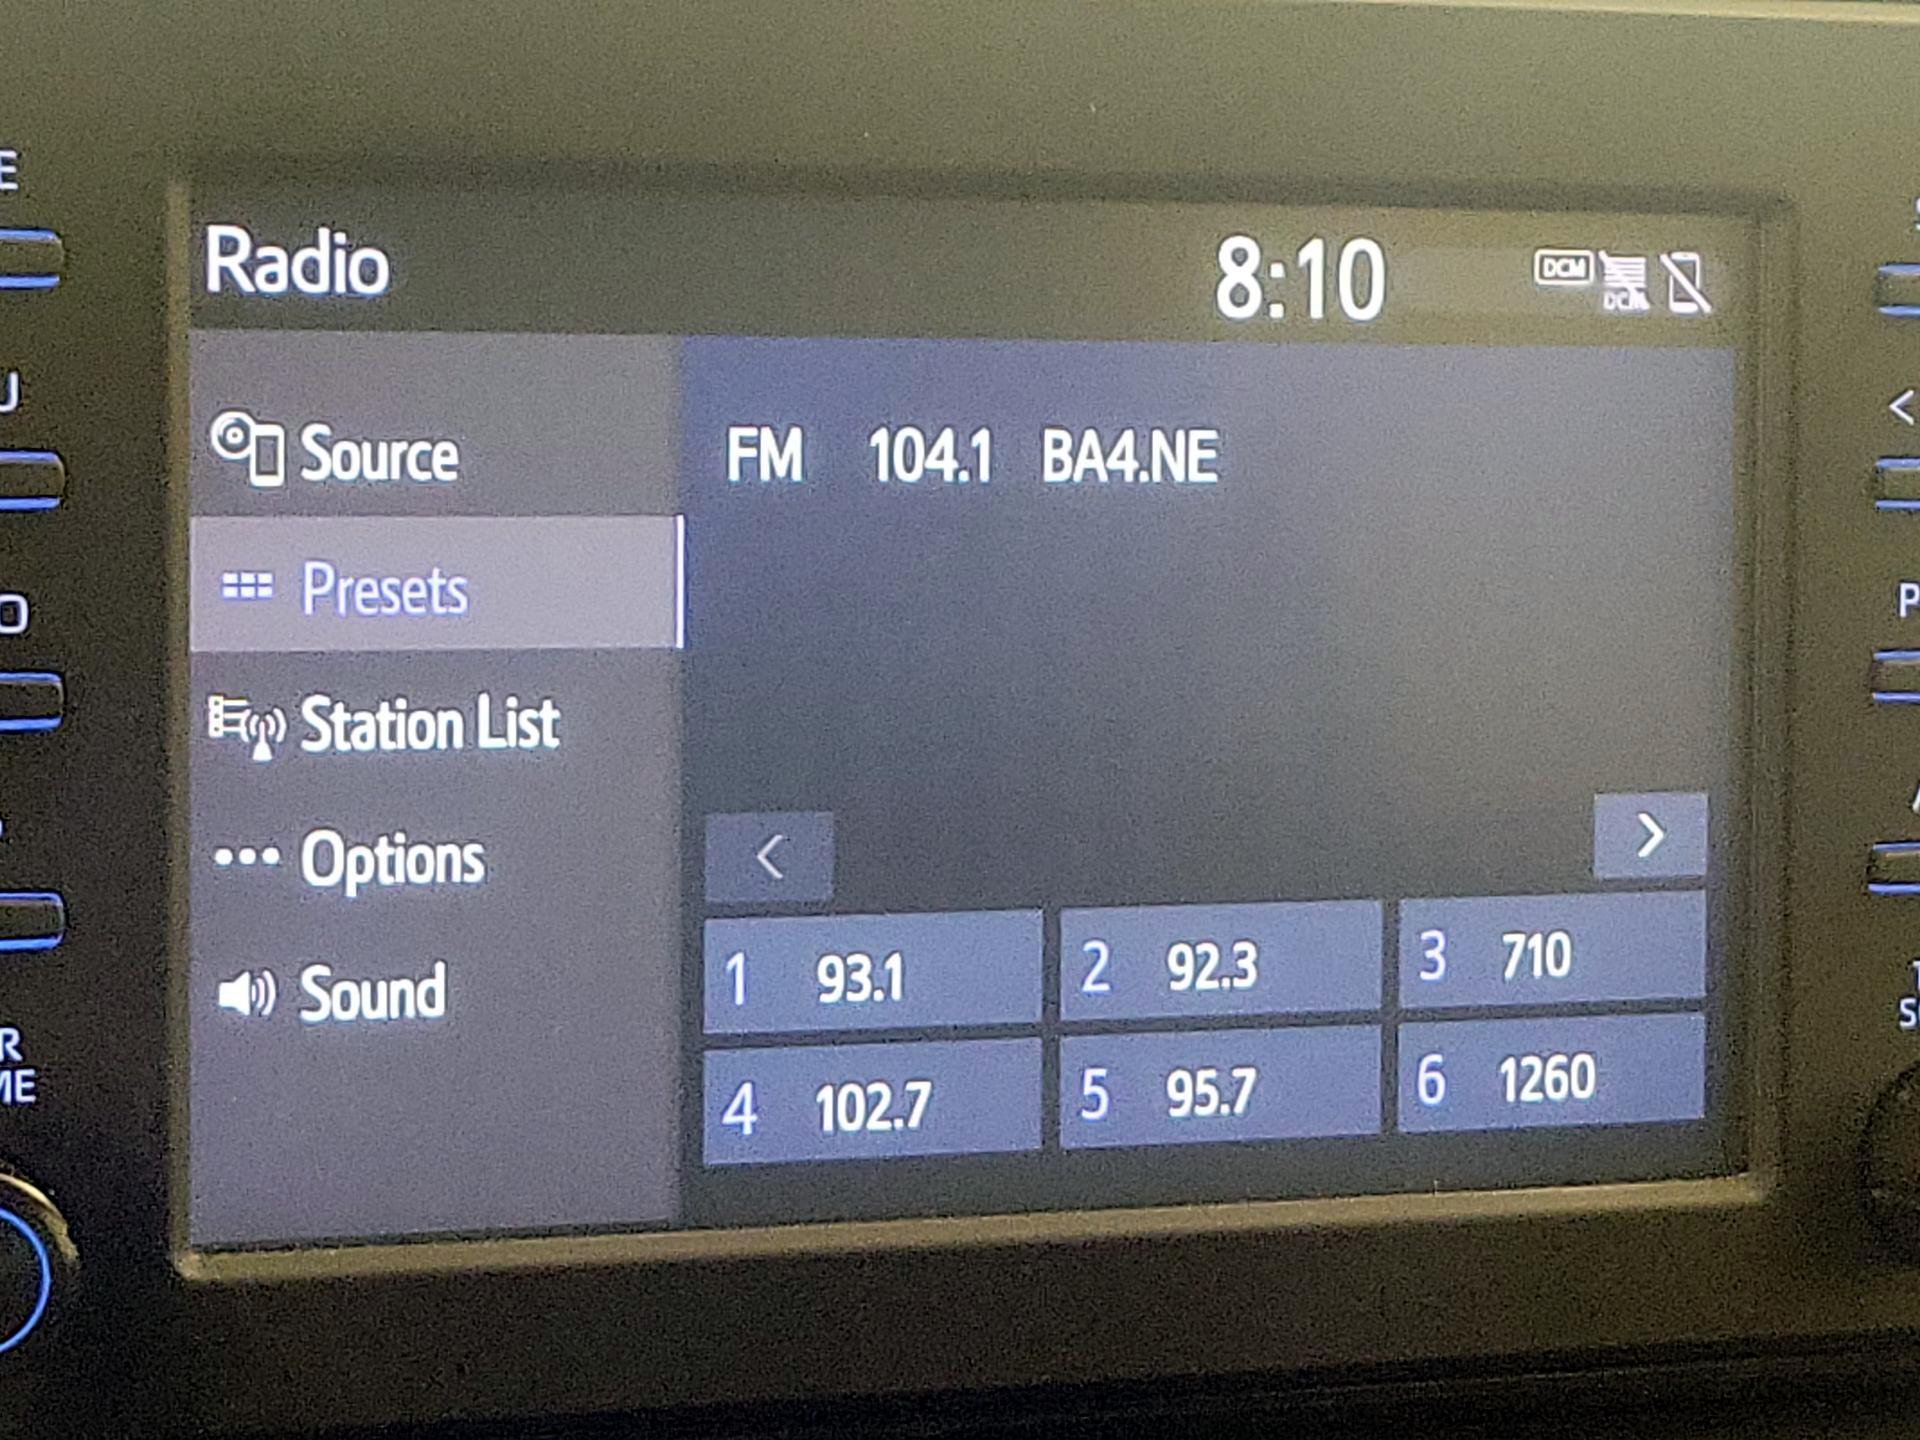 Radio
8:10
DCM
DCM
Source
Presets
Station List
Options
Sound
FM 104.1 BA4.NE
<
>
1 93.1
2 92.3
3 710
4 102.7
5 95.7
6 1260